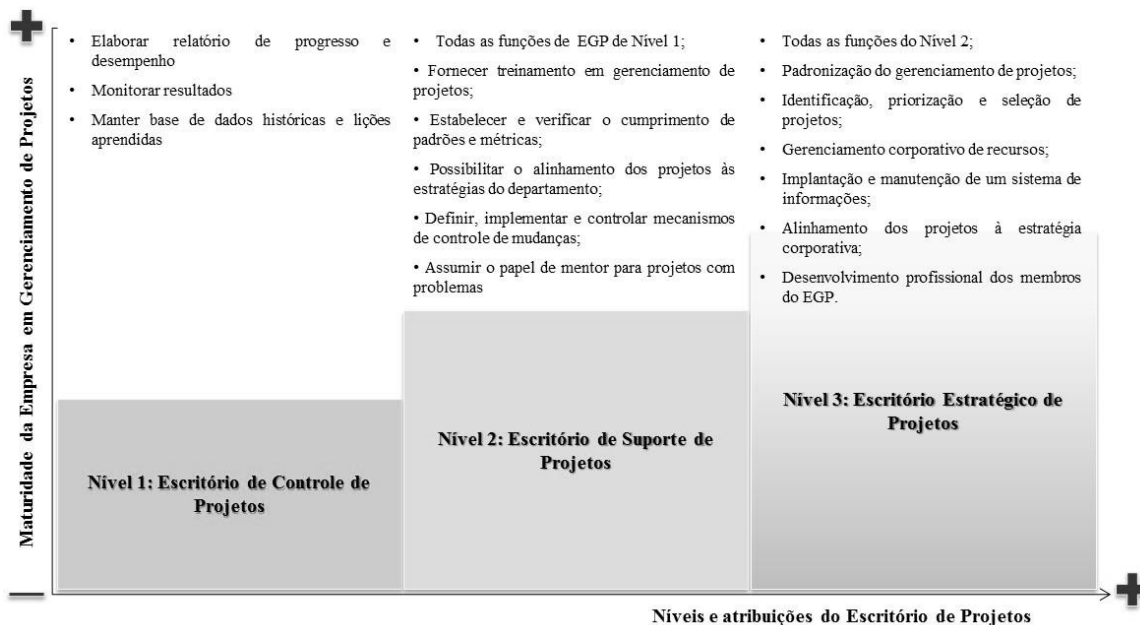 Maturidade da Empresa em Gerenciamento de Projetos
• Elaborar relatório de progresso e
desempenho
• Monitorar resultados
• Manter base de dados históricas e lições
aprendidas
• Todas as funções de EGP de Nível 1;
• Fornecer treinamento em gerenciamento de
projetos;
• Estabelecer e verificar o cumprimento de
padrões e métricas;
• Possibilitar o alinhamento dos projetos às
estratégias do departamento;
• Definir, implementar e controlar mecanismos
de controle de mudanças;
• Assumir o papel de mentor para projetos com
problemas
• Todas as funções do Nível 2;
• Padronização do gerenciamento de projetos;
• Identificação, priorização e seleção de
projetos;
• Gerenciamento corporativo de recursos;
• Implantação e manutenção de um sistema de
informações;
• Alinhamento dos projetos à estratégia
corporativa;
• Desenvolvimento profissional dos membros
do EGP.
Nível 1: Escritório de Controle de
Projetos
Nível 2: Escritório de Suporte de
Projetos
Nível 3: Escritório Estratégico de
Projetos
Níveis e atribuições do Escritório de Projetos